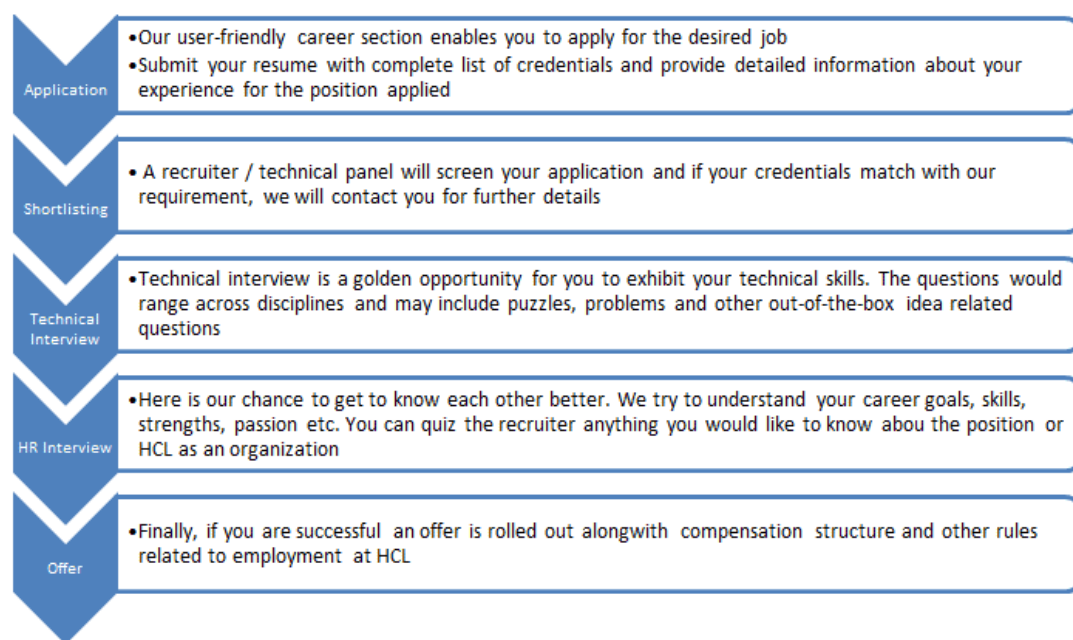 Application
•Our user-friendly career section enables you to apply for the desired job
•Submit your resume with complete list of credentials and provide detailed information about your
experience for the position applied
Shortlisting
• A recruiter / technical panel will screen your application and if your credentials match with our
requirement, we will contact you for further details
Technical
Interview
•Technical interview is a golden opportunity for you to exhibit your technical skills. The questions would
range across disciplines and may include puzzles, problems and other out-of-the-box idea related
questions
HR Interview
•Here is our chance to get to know each other better. We try to understand your career goals, skills,
strengths, passion etc. You can quiz the recruiter anything you would like to know abou the position or
HCL as an organization
Offer
•Finally, if you are successful an offer is rolled out alongwith compensation structure and other rules
related to employment at HCL